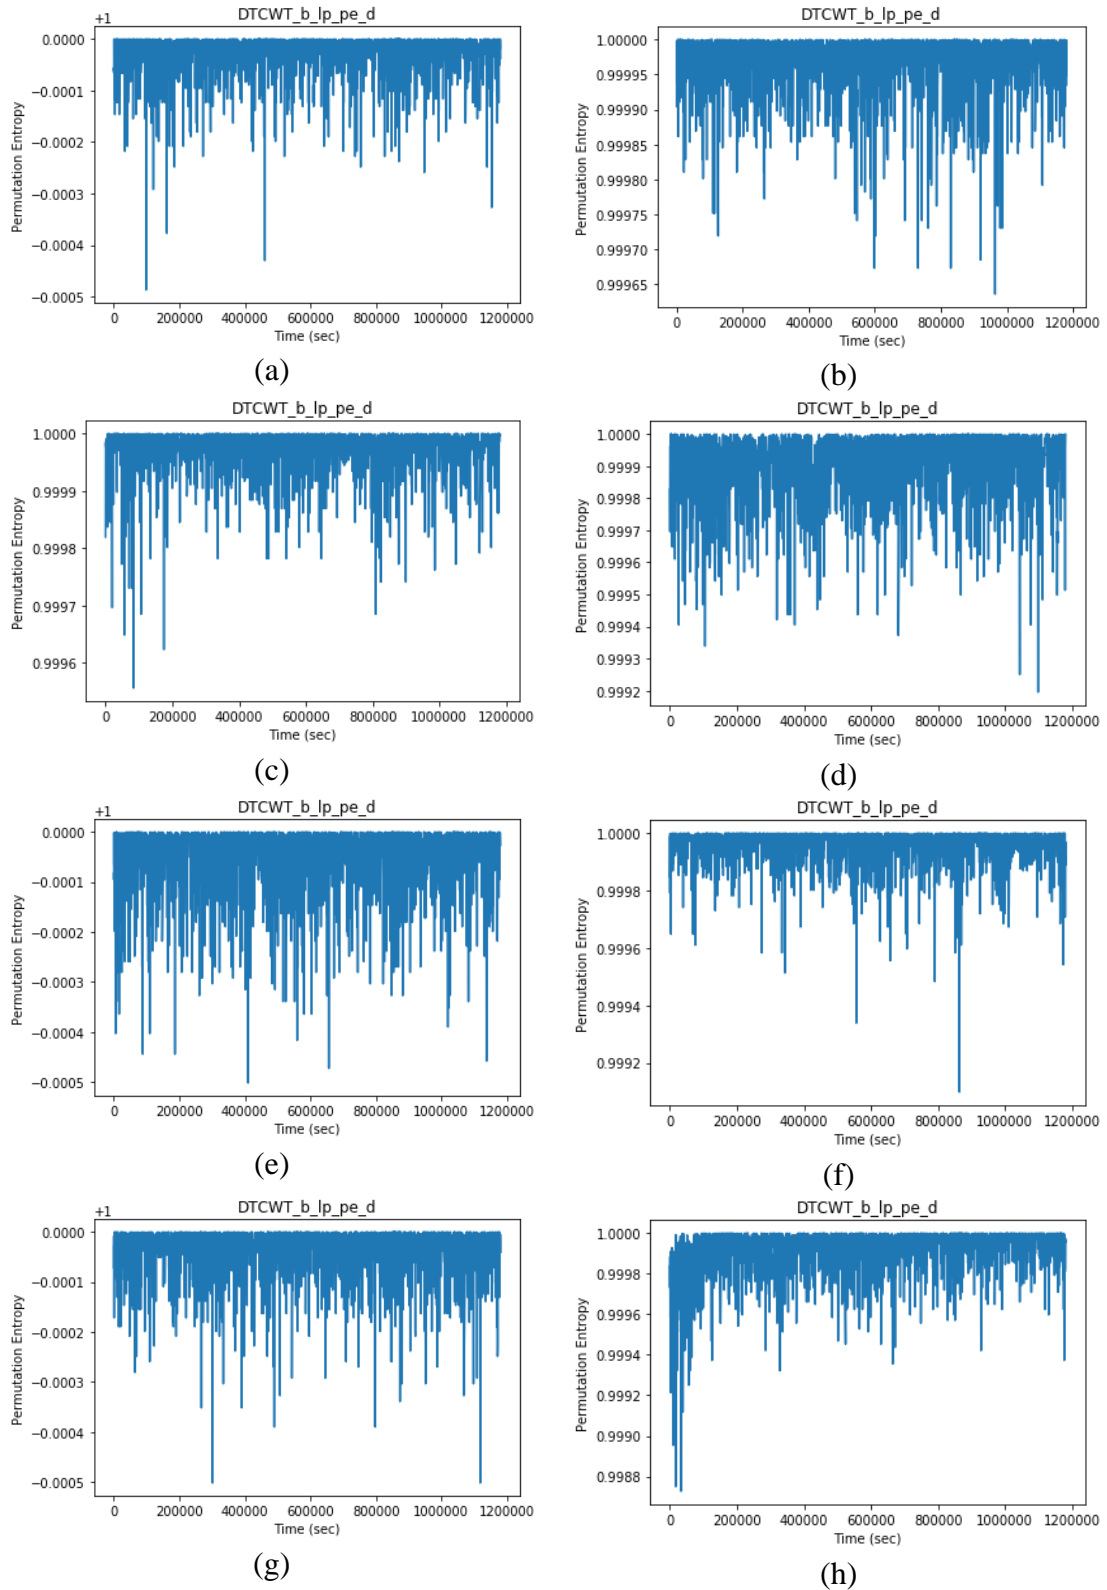 DTCWT_b_lp_pe_d
+1
0.0000
−0.0001
−0.0002
−0.0003
−0.0004
−0.0005
Permutation Entropy
0 200000 400000 600000 800000 1000000 1200000
Time (sec)
(a)
DTCWT_b_lp_pe_d
1.00000
0.99995
0.99990
0.99985
0.99980
0.99975
0.99970
0.99965
Permutation Entropy
0 200000 400000 600000 800000 1000000 1200000
Time (sec)
(b)
DTCWT_b_lp_pe_d
1.0000
0.9999
0.9998
0.9997
0.9996
Permutation Entropy
0 200000 400000 600000 800000 1000000 1200000
Time (sec)
(c)
DTCWT_b_lp_pe_d
1.0000
0.9999
0.9998
0.9997
0.9996
0.9995
0.9994
0.9993
0.9992
Permutation Entropy
0 200000 400000 600000 800000 1000000 1200000
Time (sec)
(d)
DTCWT_b_lp_pe_d
+1
0.0000
−0.0001
−0.0002
−0.0003
−0.0004
−0.0005
Permutation Entropy
0 200000 400000 600000 800000 1000000 1200000
Time (sec)
(e)
DTCWT_b_lp_pe_d
1.0000
0.9998
0.9996
0.9994
0.9992
Permutation Entropy
0 200000 400000 600000 800000 1000000 1200000
Time (sec)
(f)
DTCWT_b_lp_pe_d
+1
0.0000
−0.0001
−0.0002
−0.0003
−0.0004
−0.0005
Permutation Entropy
0 200000 400000 600000 800000 1000000 1200000
Time (sec)
(g)
DTCWT_b_lp_pe_d
1.0000
0.9998
0.9996
0.9994
0.9992
0.9990
0.9988
Permutation Entropy
0 200000 400000 600000 800000 1000000 1200000
Time (sec)
(h)